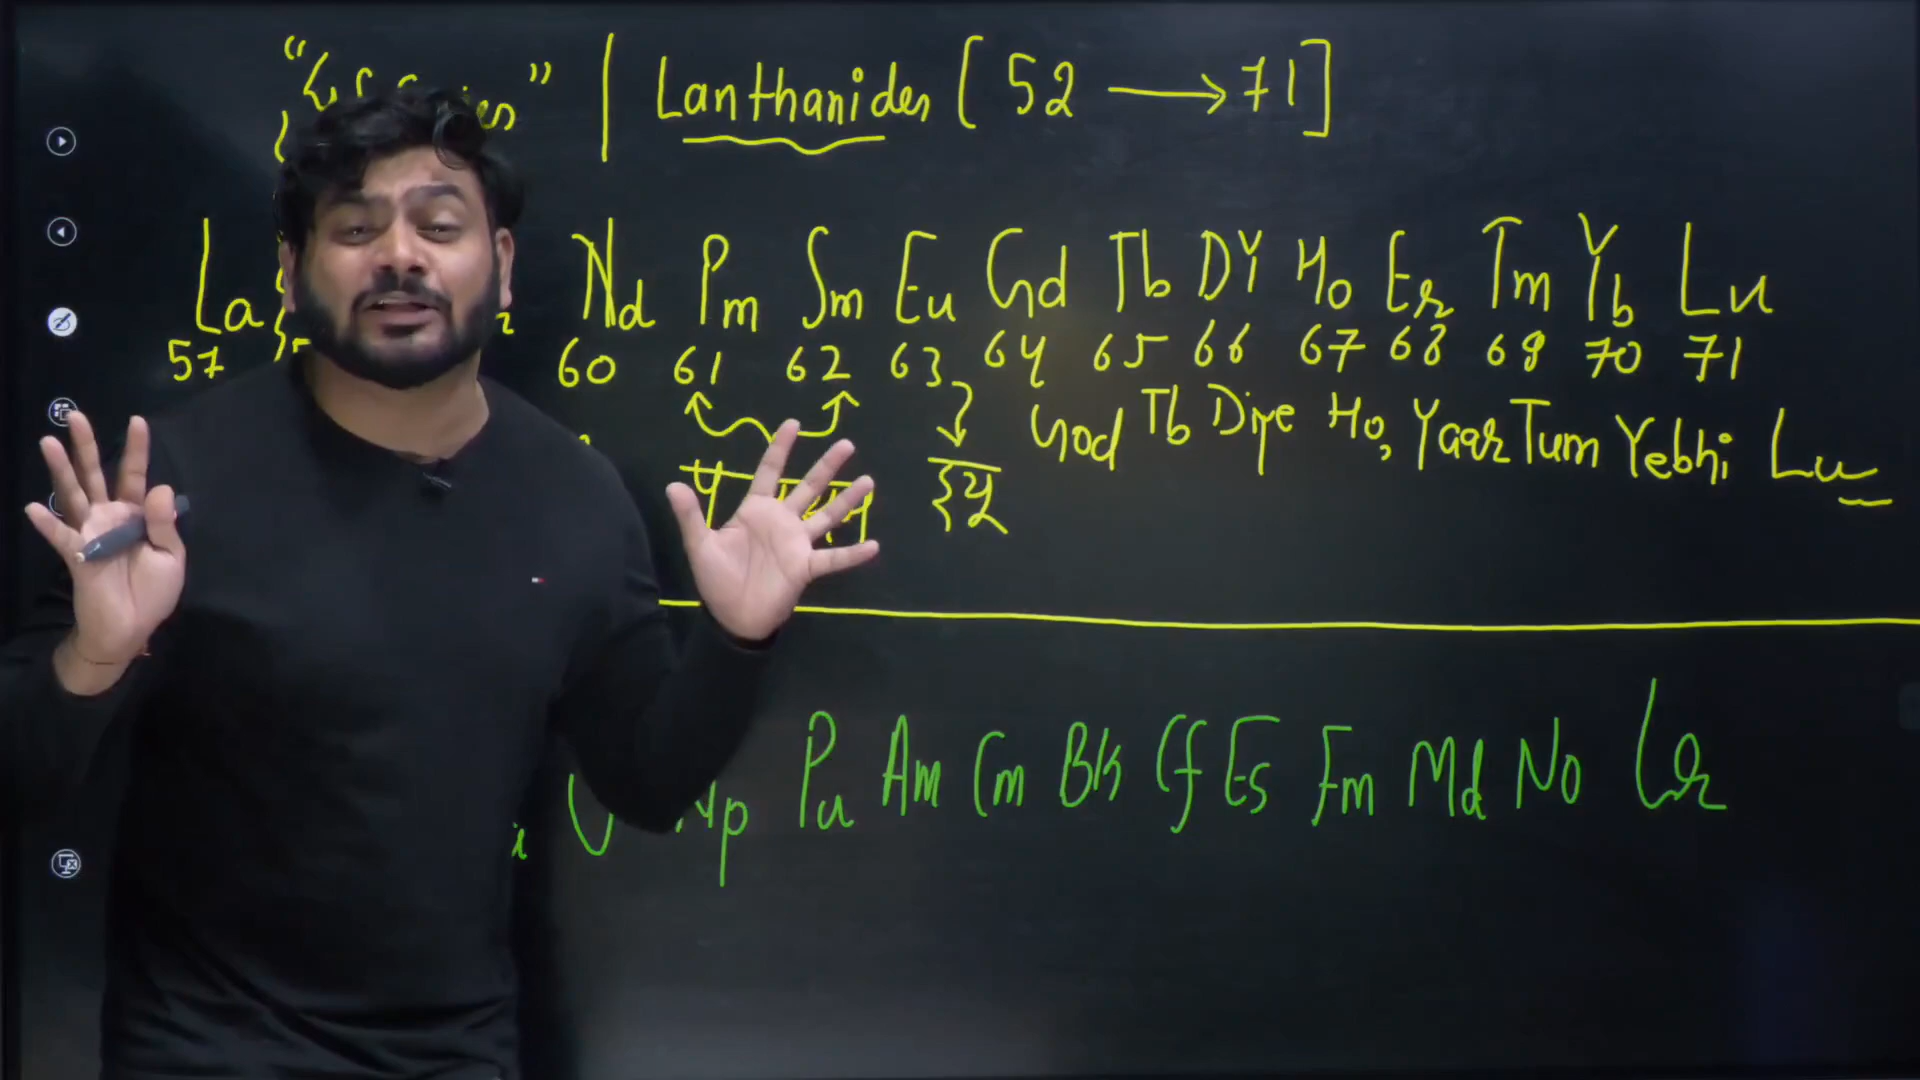 Lanthanides [52 → 71]
La Nd Pm Sm Eu Gd Tb DY Ho Er Tm Yb Lu
57 60 61 62 63 64 65 66 67 68 69 70 71
इयू God Tb Diye Ho, Yaar Tum Yebhi Lu
U Np Pu Am Cm Bk Cf Es Fm Md No Lr